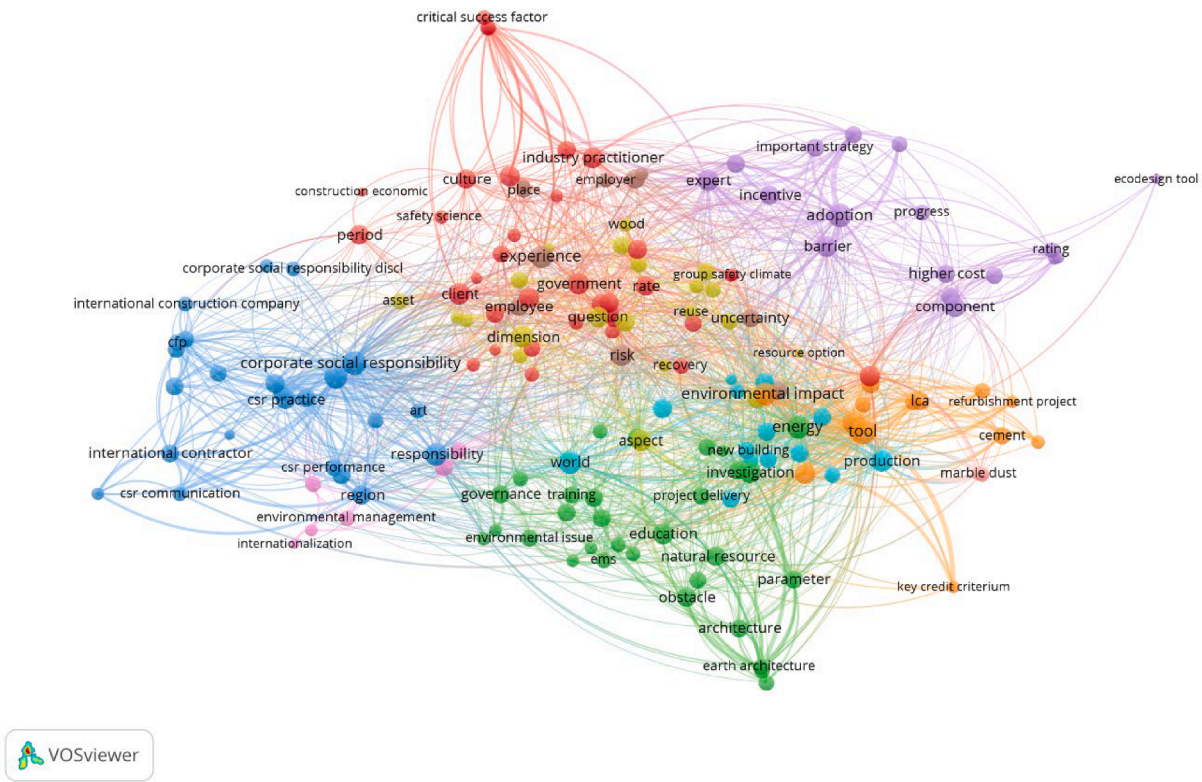 critical success factor
industry practitioner
important strategy
culture
place
employer
expert
incentive
ecodesign tool
construction economic
safety science
wood
adoption
progress
period
experience
barrier
rating
corporate social responsibility discl
government
group safety climate
higher cost
international construction company
asset
client
employee
question
rate
reuse
uncertainty
component
cfp
dimension
risk
recovery
resource option
corporate social responsibility
csr practice
art
environmental impact
lca
refurbishment project
aspect
energy
tool
cement
international contractor
responsibility
world
new building
production
csr performance
investigation
marble dust
csr communication
region
governance
training
project delivery
environmental management
environmental issue
education
internationalization
ems
natural resource
parameter
key credit criterium
obstacle
architecture
earth architecture
VOSviewer